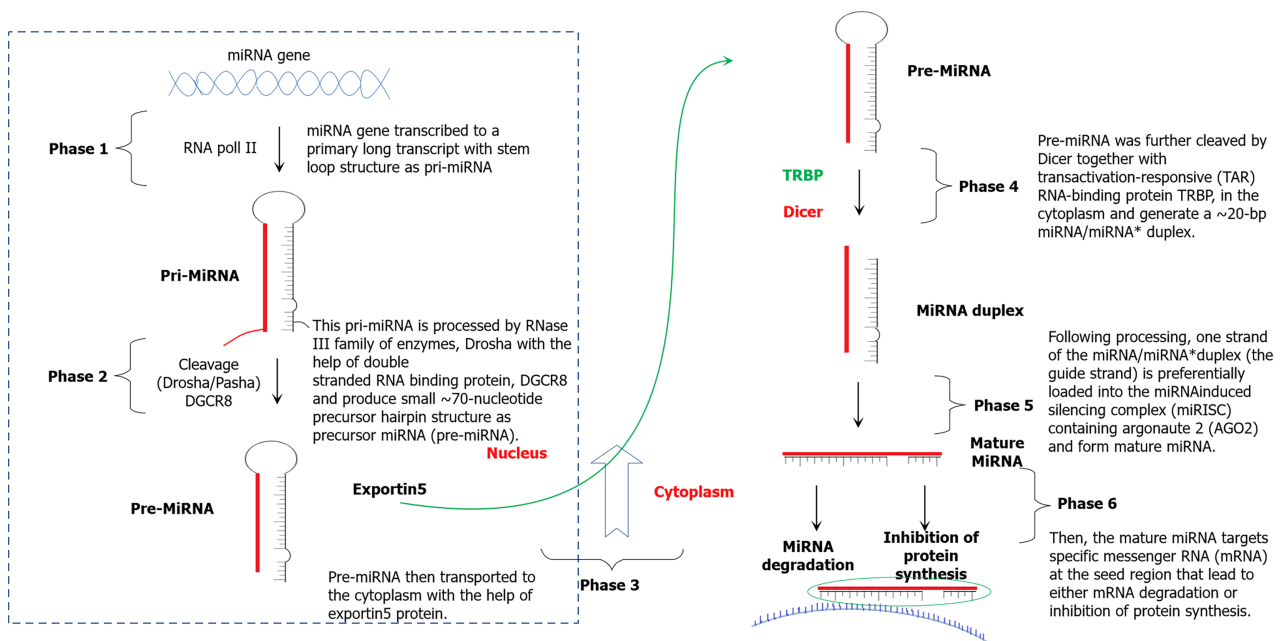 miRNA gene
Phase 1
RNA poll II
miRNA gene transcribed to a
primary long transcript with stem
loop structure as pri-miRNA
Pri-MiRNA
Phase 2
Cleavage
(Drosha/Pasha)
DGCR8
This pri-miRNA is processed by RNase
III family of enzymes, Drosha with the
help of double
stranded RNA binding protein, DGCR8
and produce small ~70-nucleotide
precursor hairpin structure as
precursor miRNA (pre-miRNA).
Nucleus
Pre-MiRNA
Exportin5
Pre-MiRNA then transported to
the cytoplasm with the help of
exportin5 protein.
Cytoplasm
Phase 3
Pre-MiRNA
TRBP
Dicer
Phase 4
Pre-miRNA was further cleaved by
Dicer together with
transactivation-responsive (TAR)
RNA-binding protein TRBP, in the
cytoplasm and generate a ~20-bp
miRNA/miRNA* duplex.
MiRNA duplex
Phase 5
Following processing, one strand
of the miRNA/miRNA*duplex (the
guide strand) is preferentially
loaded into the miRNAinduced
silencing complex (miRISC)
containing argonaute 2 (AGO2)
and form mature miRNA.
Mature
MiRNA
Phase 6
MiRNA
degradation
Inhibition of
protein
synthesis
Then, the mature miRNA targets
specific messenger RNA (mRNA)
at the seed region that lead to
either mRNA degradation or
inhibition of protein synthesis.